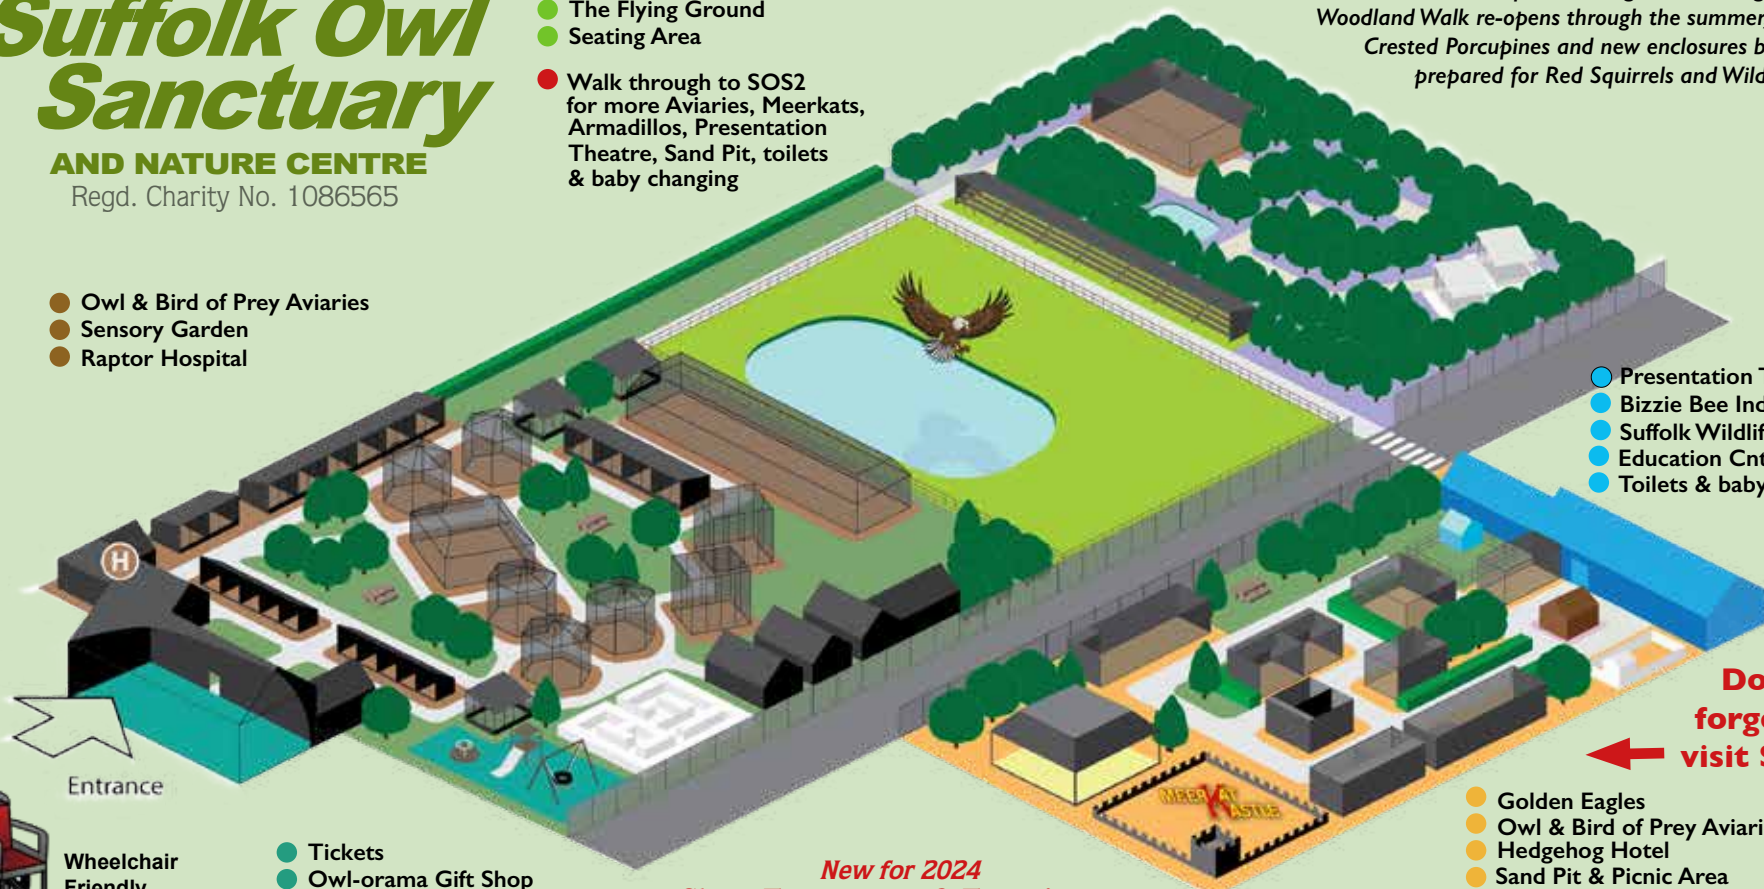 Suffolk Owl
Sanctuary
AND NATURE CENTRE
Regd. Charity No. 1086565
The Flying Ground
Seating Area
Walk through to SOS2
for more Aviaries, Meerkats,
Armadillos, Presentation
Theatre, Sand Pit, toilets
& baby changing
Woodland Walk re-opens through the summer
Crested Porcupines and new enclosures b
prepared for Red Squirrels and Wild
Owl & Bird of Prey Aviaries
Sensory Garden
Raptor Hospital
Presentation T
Bizzie Bee Ind
Suffolk Wildlif
Education Cnt
Toilets & baby
H
Do
forg
visit S
MEERKAT
KASTLE
Entrance
Golden Eagles
Owl & Bird of Prey Aviari
Hedgehog Hotel
Sand Pit & Picnic Area
Wheelchair
Friendly
Tickets
Owl-orama Gift Shop
New for 2024